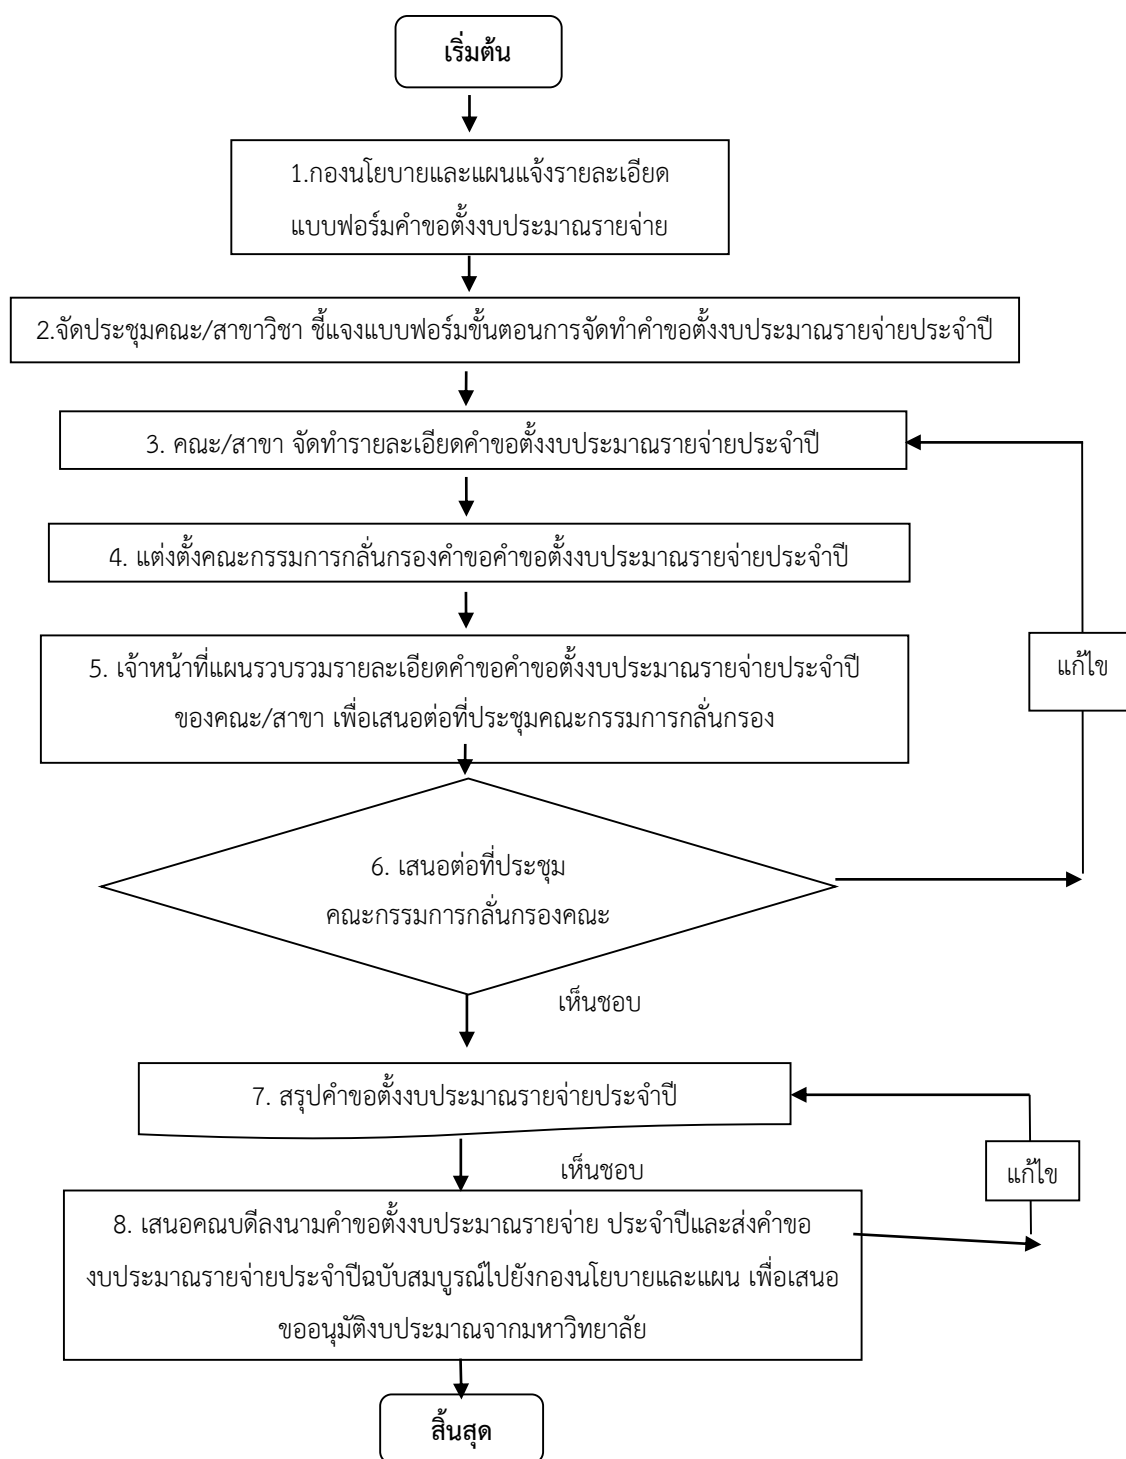 เริ่มต้น
1.กองนโยบายและแผนแจ้งรายละเอียด
แบบฟอร์มคำขอตั้งงบประมาณรายจ่าย
2.จัดประชุมคณะ/สาขาวิชา ชี้แจงแบบฟอร์มขั้นตอนการจัดทำคำขอตั้งงบประมาณรายจ่ายประจำปี
3. คณะ/สาขา จัดทำรายละเอียดคำขอตั้งงบประมาณรายจ่ายประจำปี
4. แต่งตั้งคณะกรรมการกลั่นกรองคำขอคำขอตั้งงบประมาณรายจ่ายประจำปี
5. เจ้าหน้าที่แผนรวบรวมรายละเอียดคำขอคำขอตั้งงบประมาณรายจ่ายประจำปี
ของคณะ/สาขา เพื่อเสนอต่อที่ประชุมคณะกรรมการกลั่นกรอง
แก้ไข
6. เสนอต่อที่ประชุม
คณะกรรมการกลั่นกรองคณะ
เห็นชอบ
7. สรุปคำขอตั้งงบประมาณรายจ่ายประจำปี
เห็นชอบ
แก้ไข
8. เสนอคณบดีลงนามคำขอตั้งงบประมาณรายจ่าย ประจำปีและส่งคำขอ
งบประมาณรายจ่ายประจำปีฉบับสมบูรณ์ไปยังกองนโยบายและแผน เพื่อเสนอ
ขออนุมัติงบประมาณจากมหาวิทยาลัย
สิ้นสุด